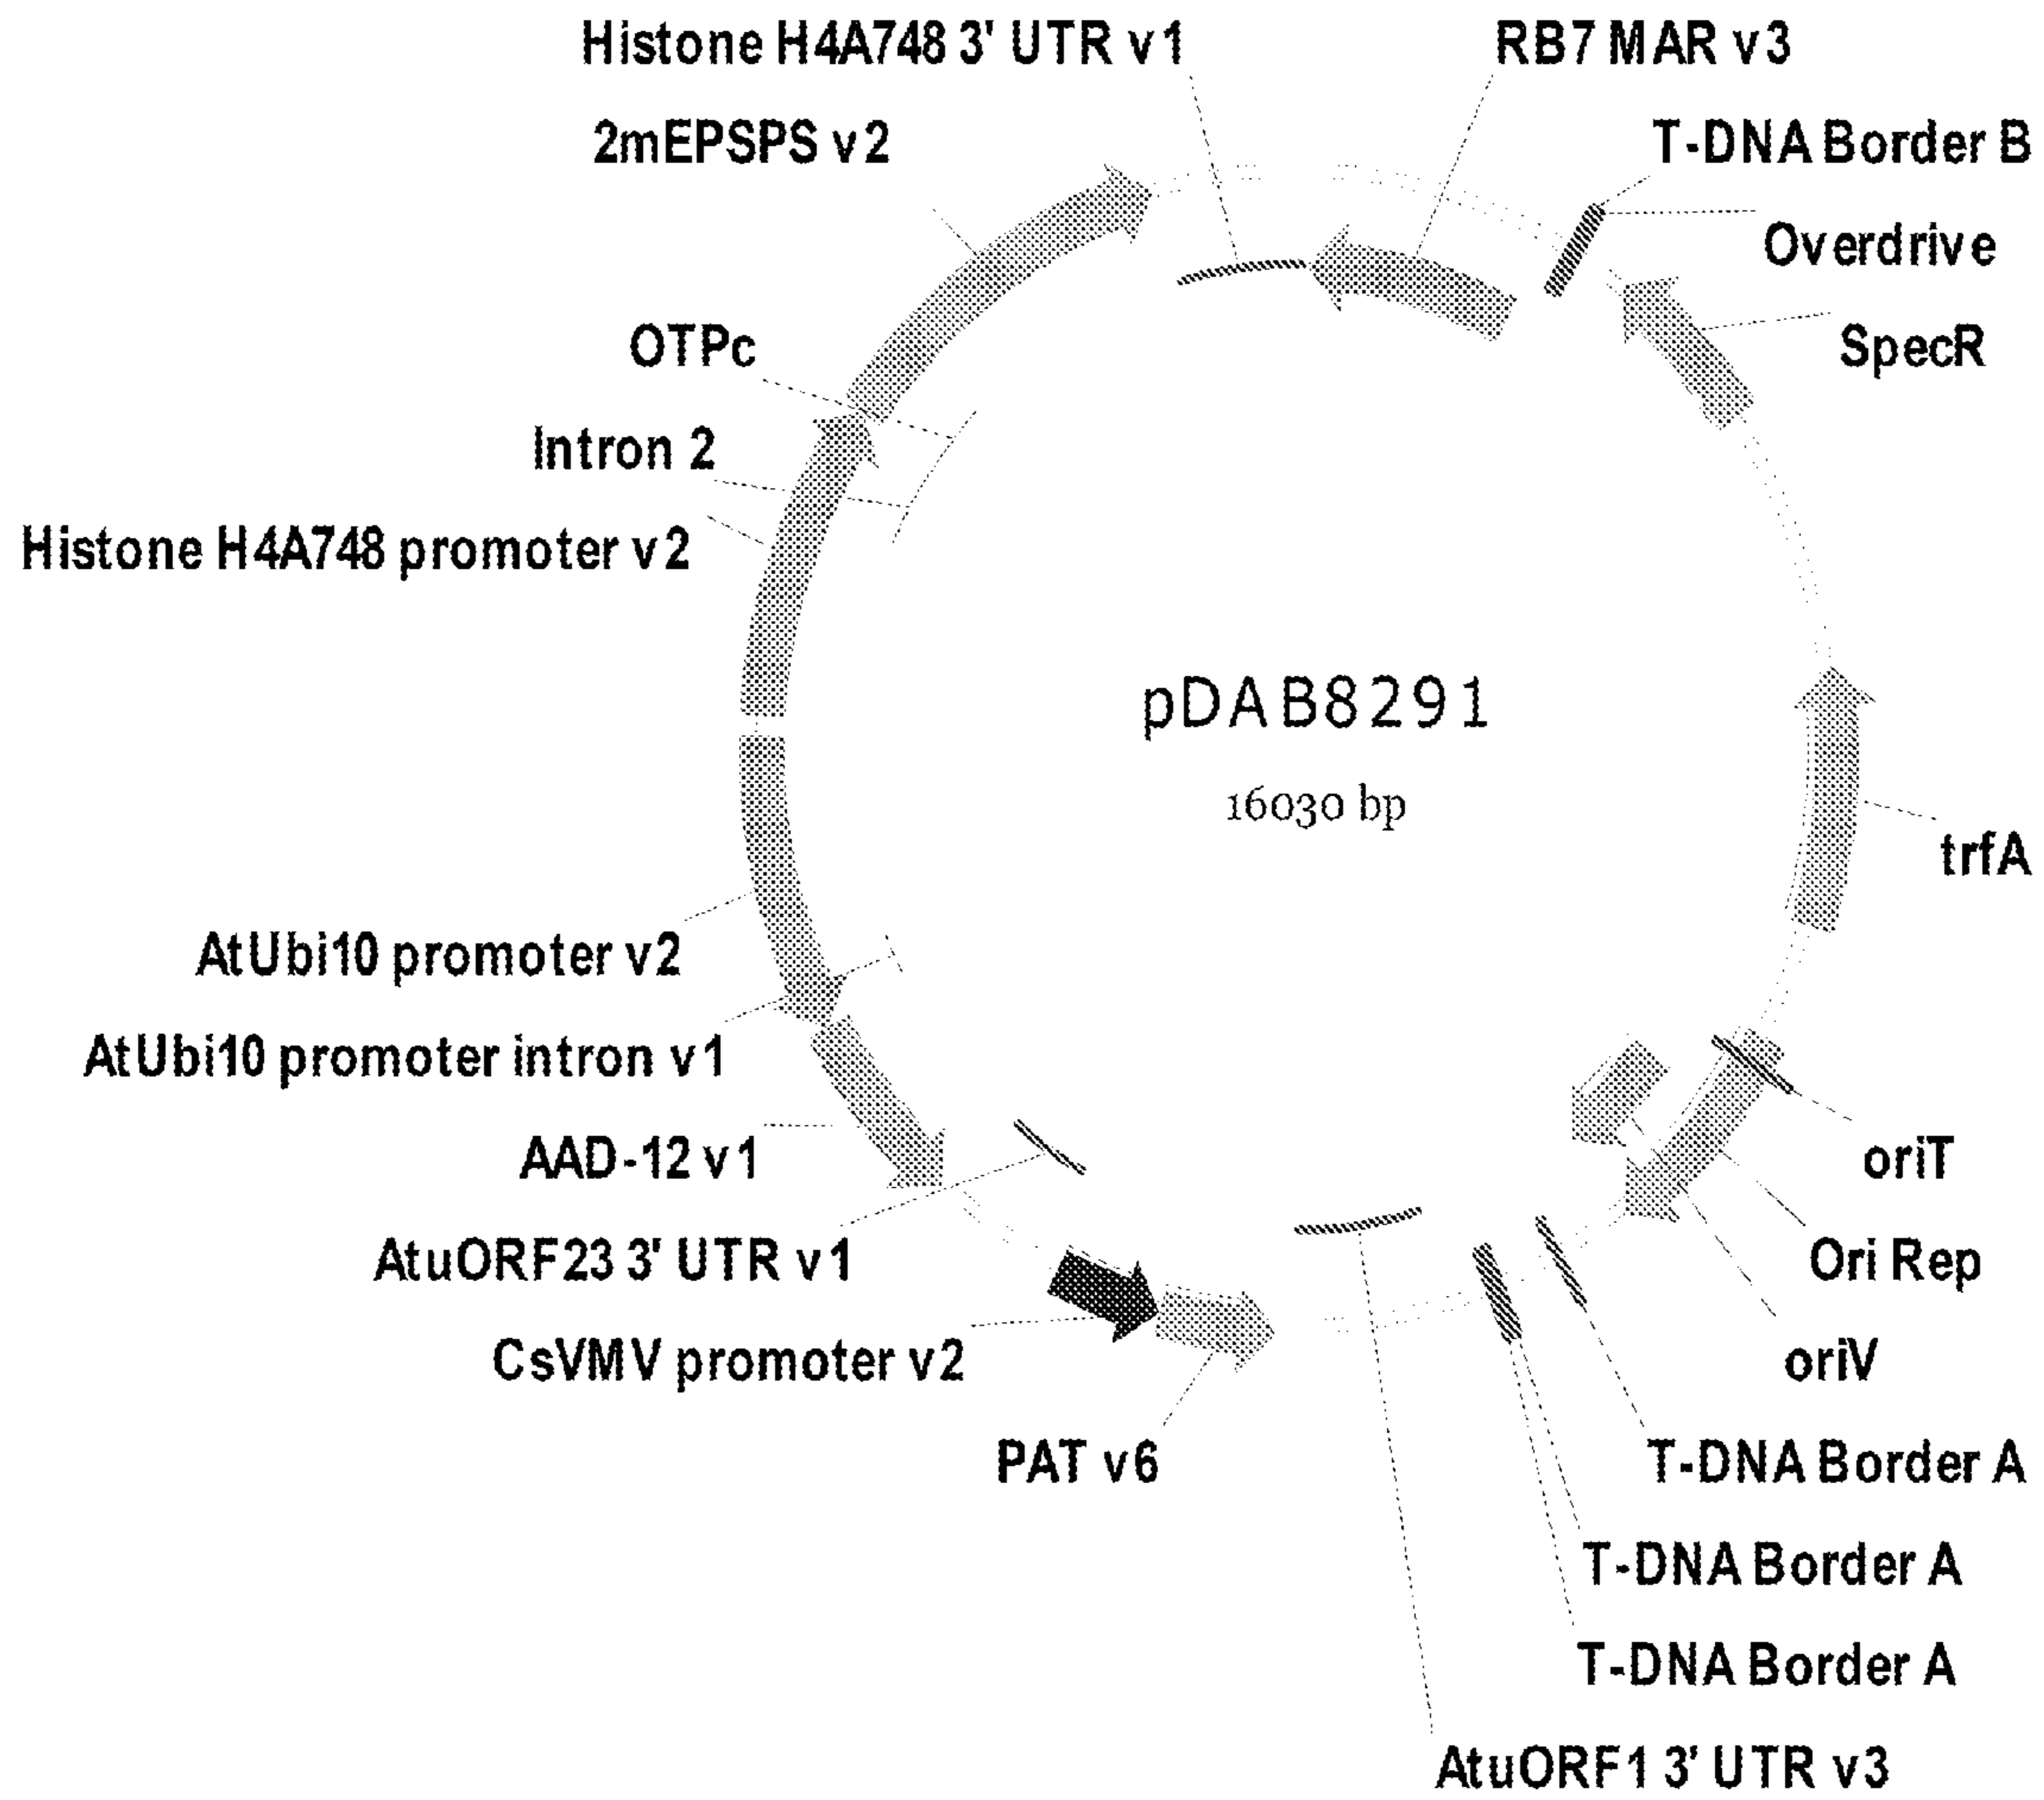 Histone H4A748 3' UTR v1
RB7 MAR v3
2mEPSPS v2
T-DNA Border B
Overdrive
OTPc
SpecR
Intron 2
Histone H4A748 promoter v2
pDAB8291
16030 bp
trfA
AtUbi10 promoter v2
AtUbi10 promoter intron v1
AAD-12 v1
oriT
AtuORF23 3' UTR v1
Ori Rep
CsVMV promoter v2
oriV
PAT v6
T-DNA Border A
T-DNA Border A
T-DNA Border A
AtuORF1 3' UTR v3